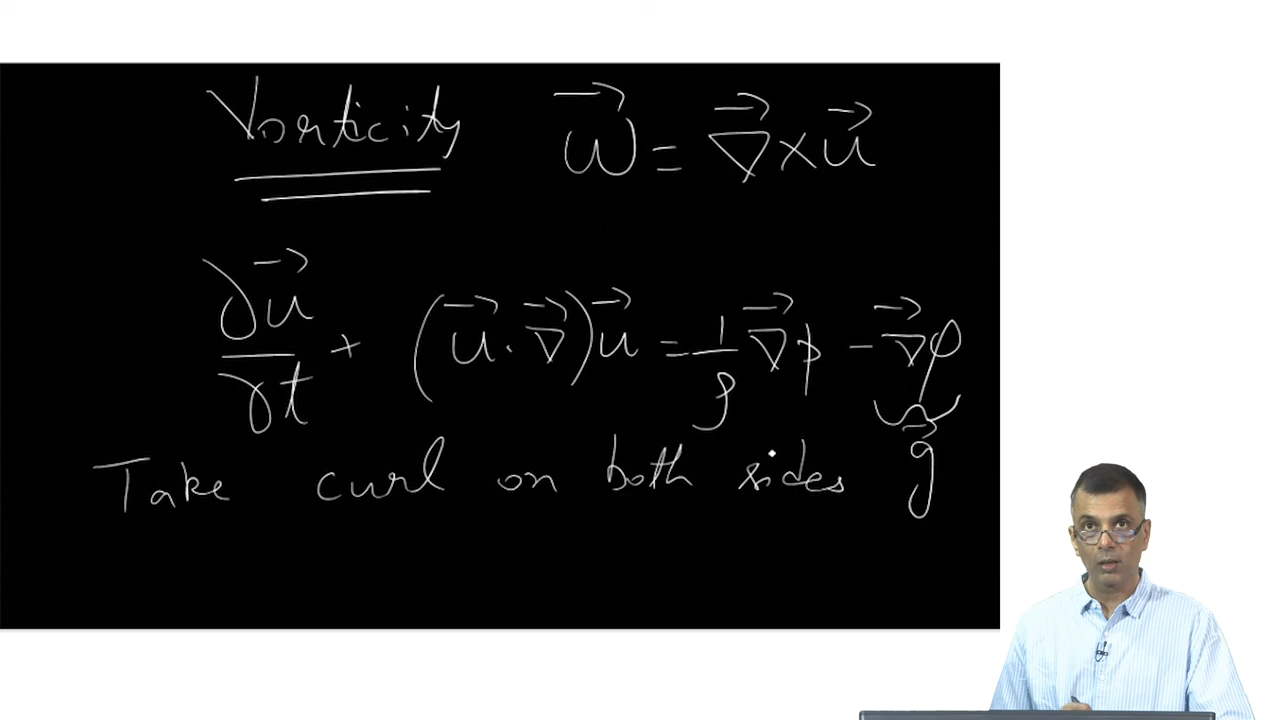 Vorticity ω⃗ = ∇⃗ × u⃗
∂u⃗/∂t + (u⃗·∇⃗)u⃗ = -1/ρ ∇⃗p - ∇⃗φ
g⃗
Take curl on both sides